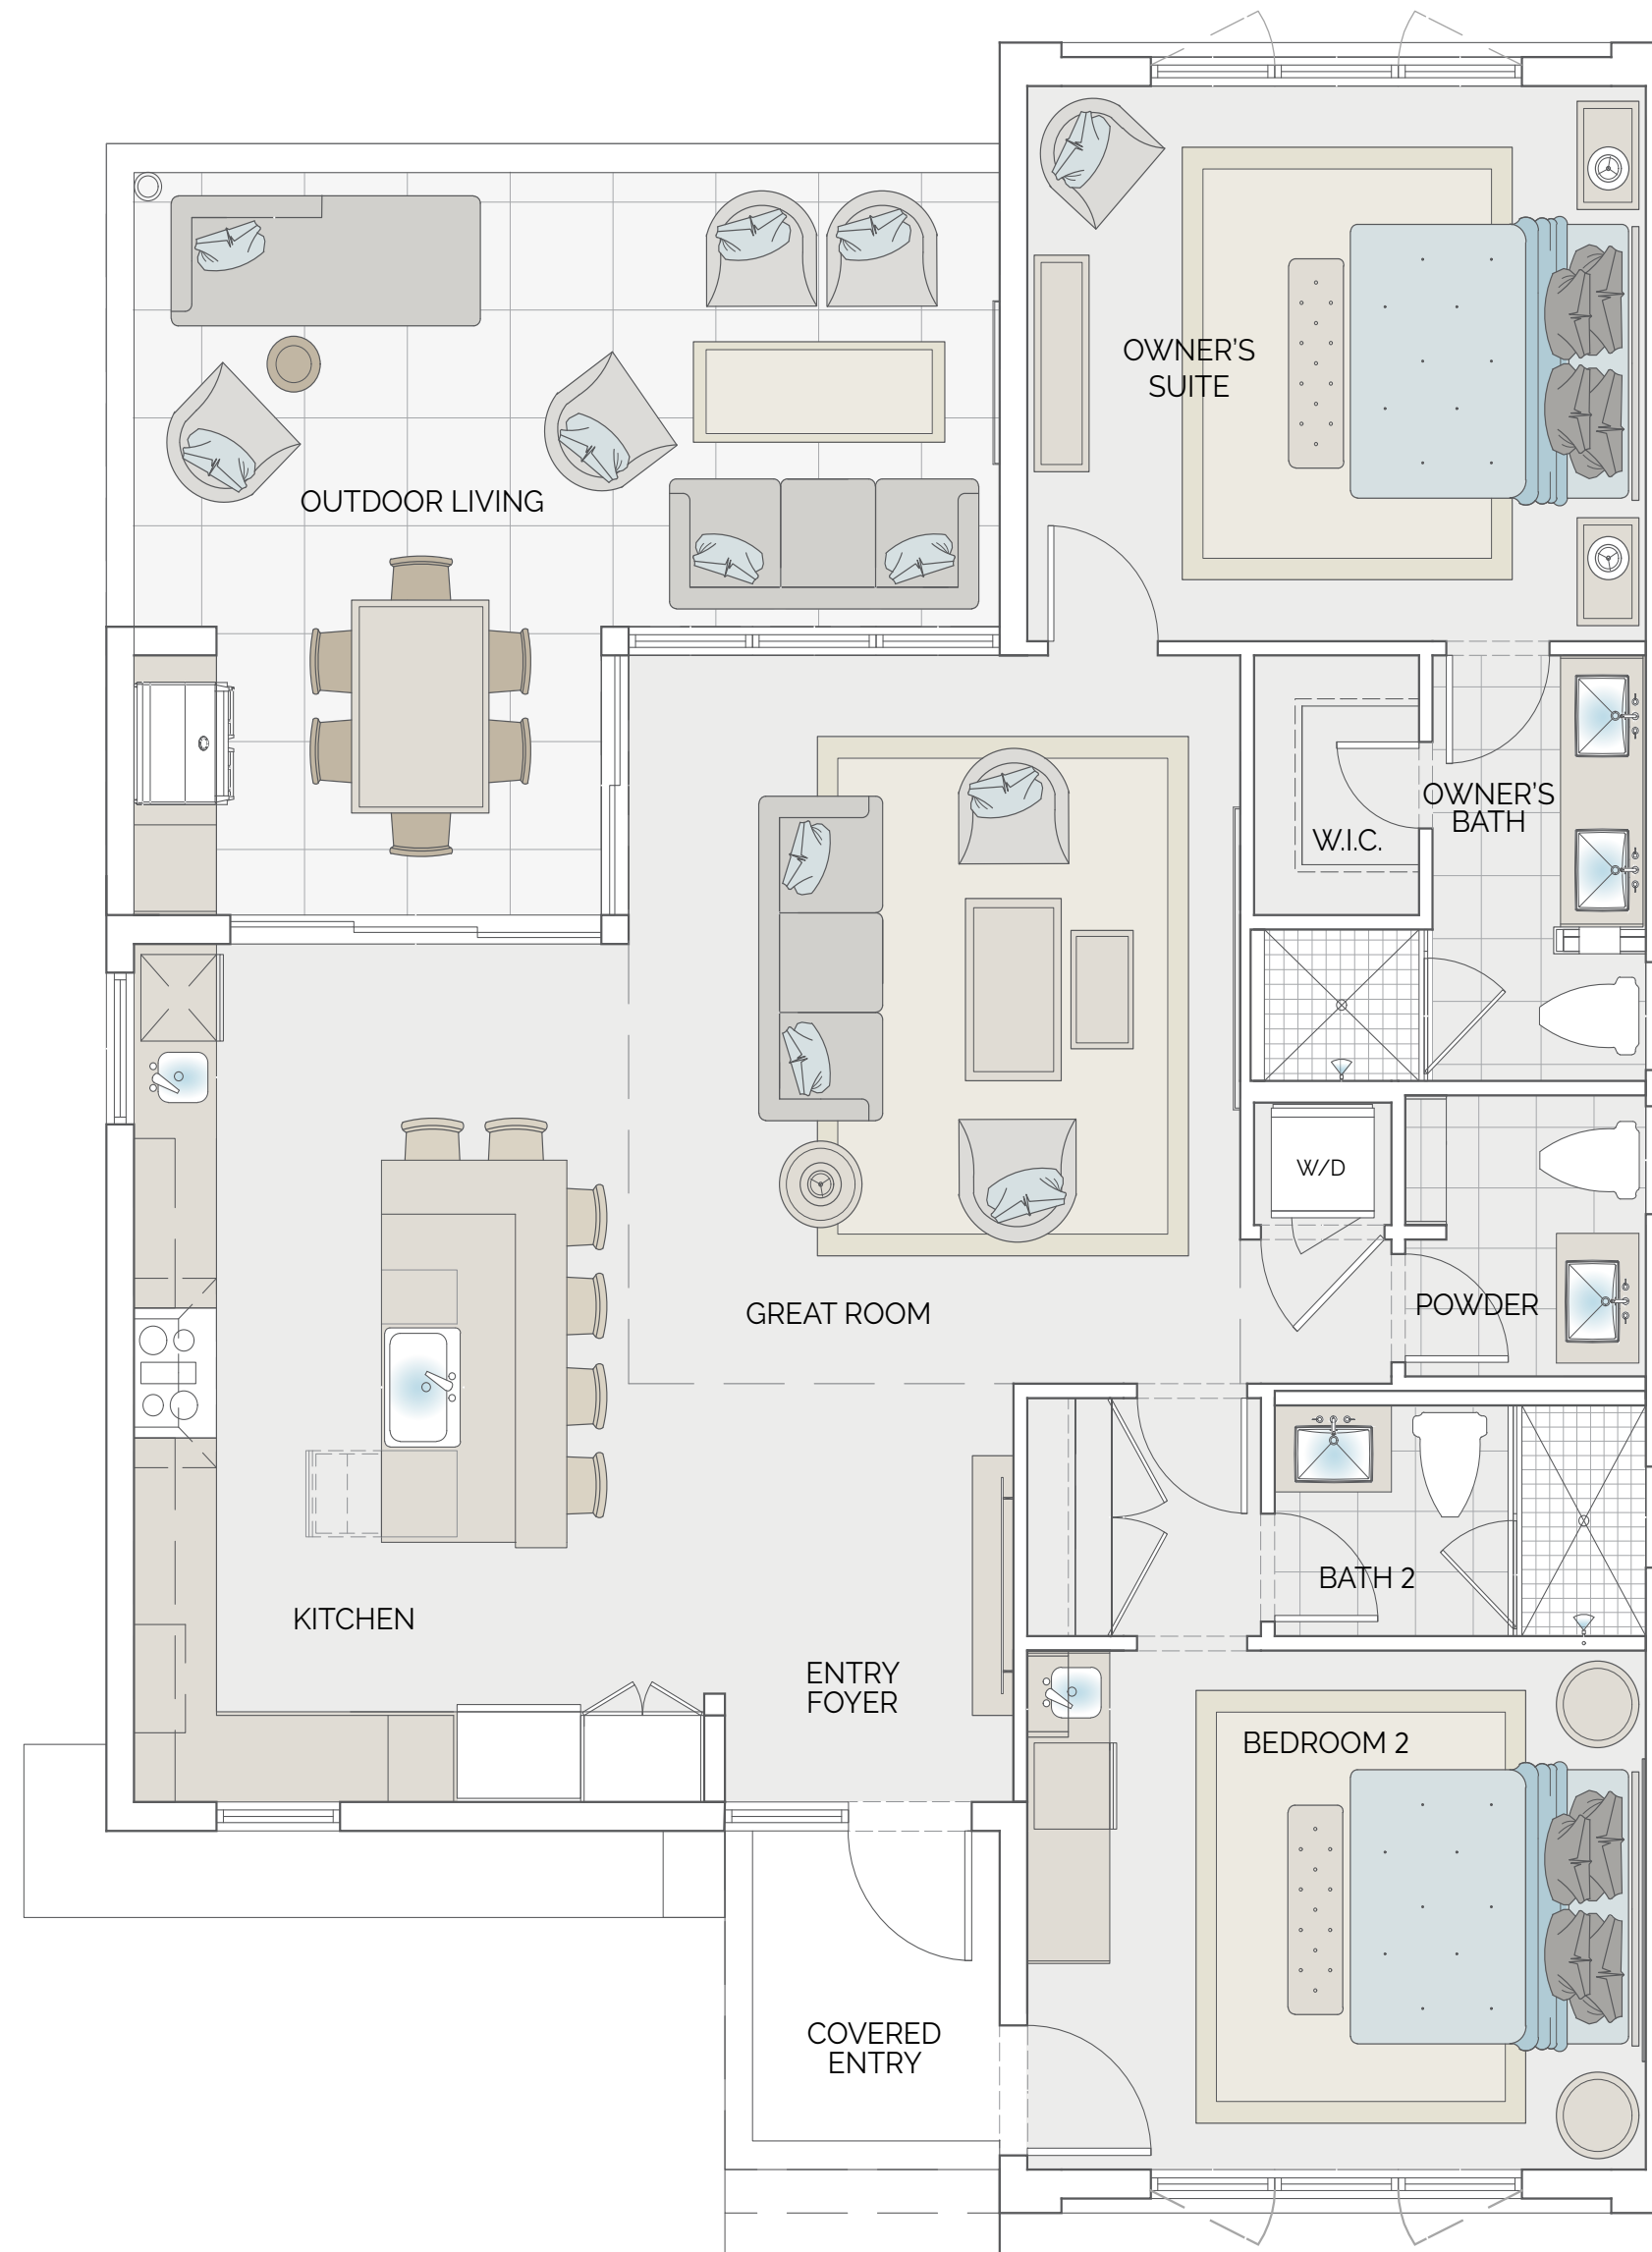 OWNER’S
SUITE
OUTDOOR LIVING
OWNER’S
BATH
W.I.C.
W/D
POWDER
GREAT ROOM
BATH 2
KITCHEN
ENTRY
FOYER
BEDROOM 2
COVERED
ENTRY